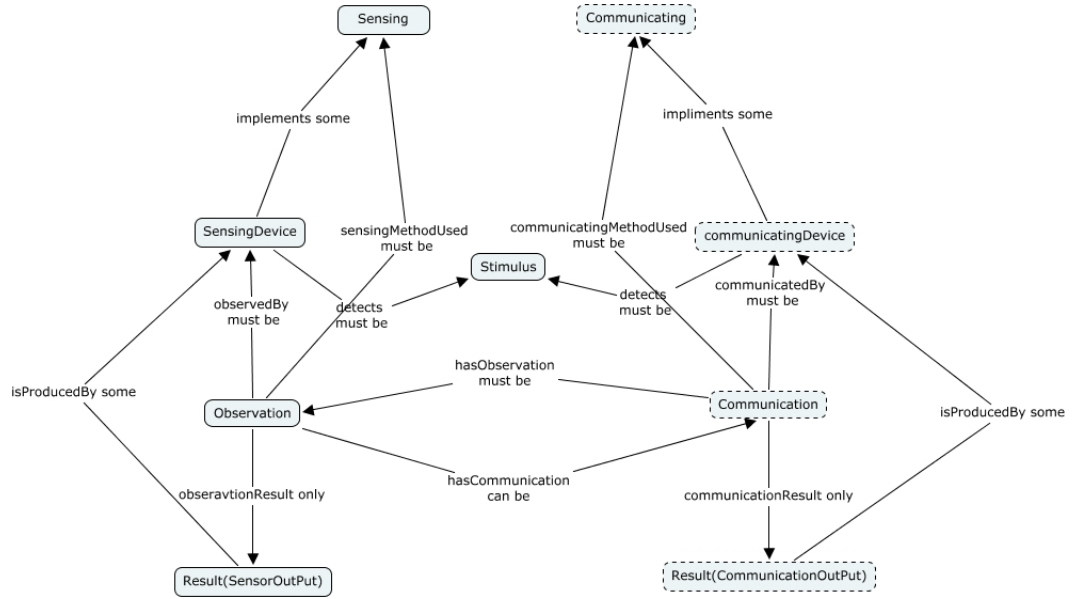 Sensing
Communicating
implements some
impliments some
SensingDevice
sensingMethodUsed
must be
communicatingMethodUsed
must be
communicatingDevice
Stimulus
observedBy
must be
detects
must be
detects
must be
communicatedBy
must be
isProducedBy some
hasObservation
must be
Observation
Communication
isProducedBy some
hasCommunication
can be
obseravtionResult only
communicationResult only
Result(SensorOutPut)
Result(CommunicationOutPut)